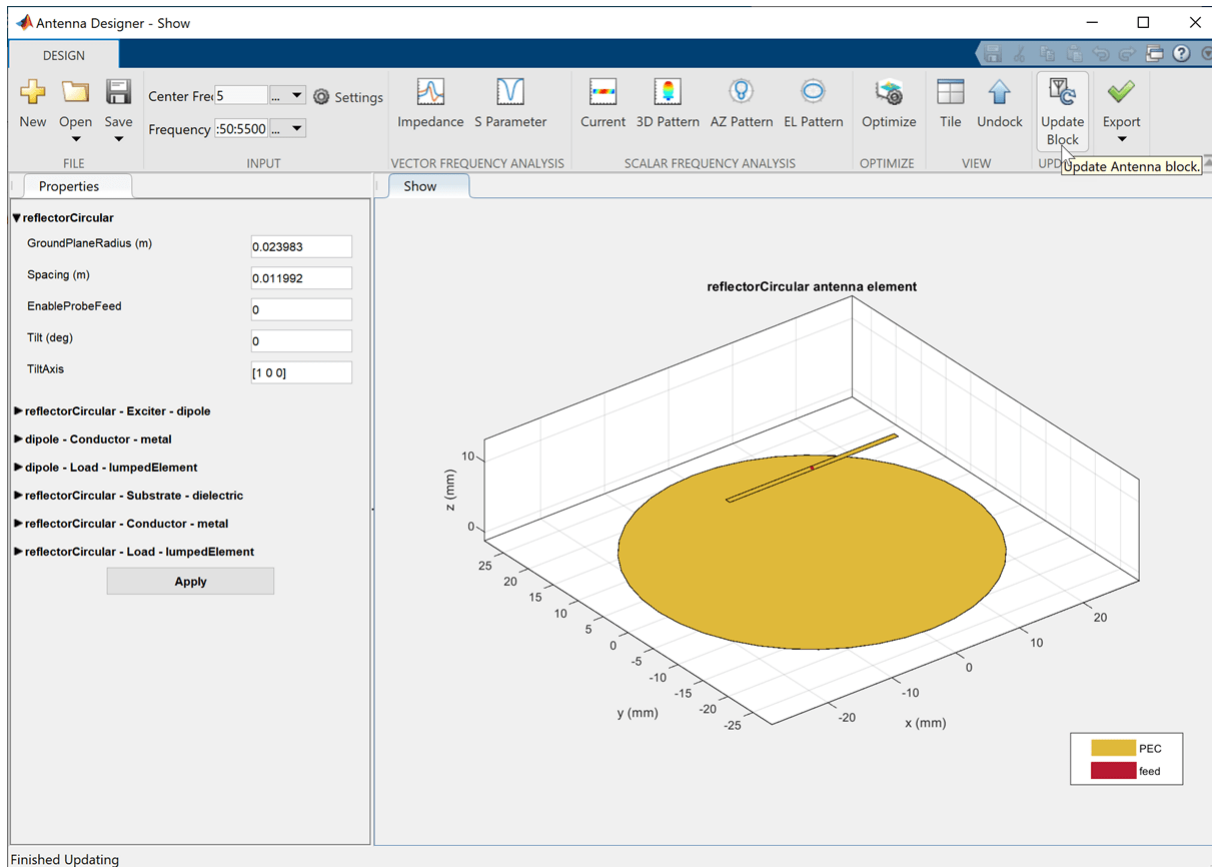 Antenna Designer - Show
DESIGN
New
Open
Save
FILE
Center Fre 5 ...
Frequency :50:5500 ...
Settings
INPUT
Impedance S Parameter
VECTOR FREQUENCY ANALYSIS
Current 3D Pattern AZ Pattern EL Pattern
SCALAR FREQUENCY ANALYSIS
Optimize
OPTIMIZE
Tile Undock
VIEW
Update
Block
UPD
Export
Update Antenna block.
Properties
reflectorCircular
GroundPlaneRadius (m) 0.023983
Spacing (m) 0.011992
EnableProbeFeed 0
Tilt (deg) 0
TiltAxis [1 0 0]
reflectorCircular - Exciter - dipole
dipole - Conductor - metal
dipole - Load - lumpedElement
reflectorCircular - Substrate - dielectric
reflectorCircular - Conductor - metal
reflectorCircular - Load - lumpedElement
Apply
Show
reflectorCircular antenna element
z (mm)
10
0
25
20
15
10
5
0
-5
-10
-15
-20
-25
y (mm)
-20
-10
0
10
20
x (mm)
PEC
feed
Finished Updating